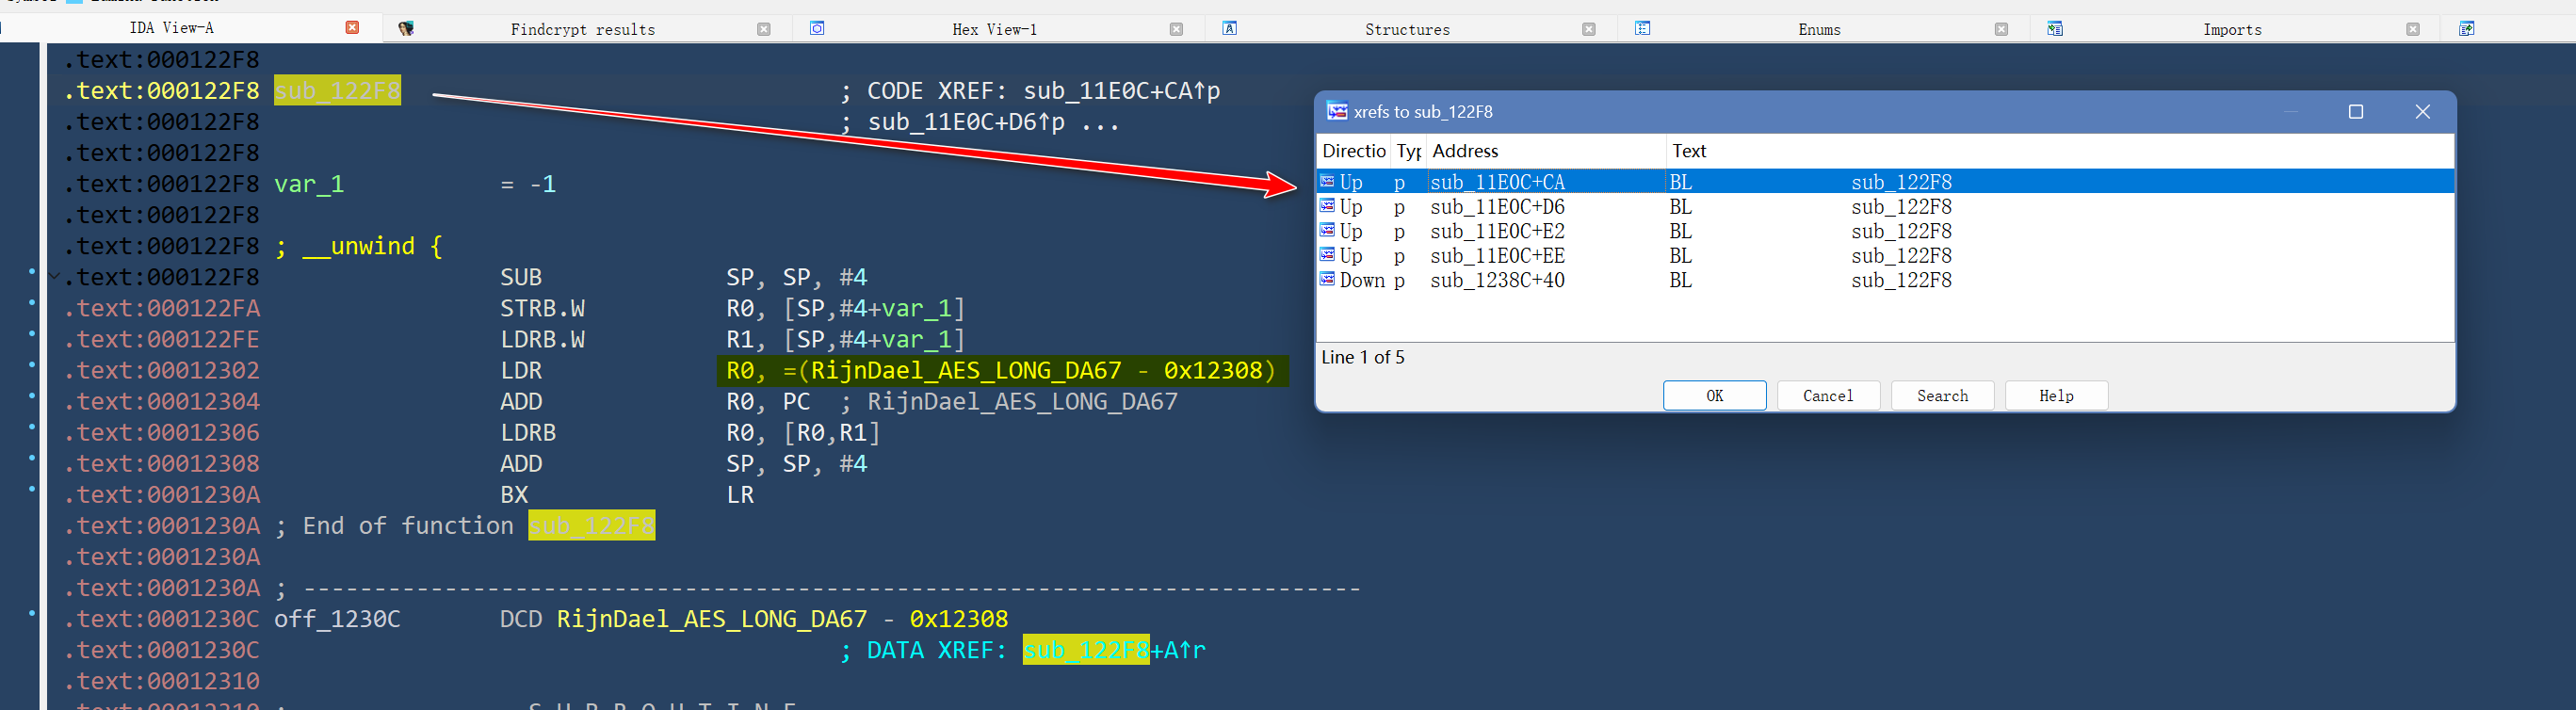 IDA View-A
Findcrypt results
Hex View-1
Structures
Enums
Imports
.text:000122F8
.text:000122F8 sub_122F8 ; CODE XREF: sub_11E0C+CA↑p
.text:000122F8 ; sub_11E0C+D6↑p ...
.text:000122F8
.text:000122F8 var_1 = -1
.text:000122F8
.text:000122F8 ; __unwind {
.text:000122F8 SUB SP, SP, #4
.text:000122FA STRB.W R0, [SP,#4+var_1]
.text:000122FE LDRB.W R1, [SP,#4+var_1]
.text:00012302 LDR R0, =(RijnDael_AES_LONG_DA67 - 0x12308)
.text:00012304 ADD R0, PC ; RijnDael_AES_LONG_DA67
.text:00012306 LDRB R0, [R0,R1]
.text:00012308 ADD SP, SP, #4
.text:0001230A BX LR
.text:0001230A ; End of function sub_122F8
.text:0001230A
.text:0001230A ; ---------------------------------------------------------------------------
.text:0001230C off_1230C DCD RijnDael_AES_LONG_DA67 - 0x12308
.text:0001230C ; DATA XREF: sub_122F8+A↑r
.text:00012310
.text:00012310 ; S U B R O U T I N E
xrefs to sub_122F8
Directio Typ Address Text
Up p sub_11E0C+CA BL sub_122F8
Up p sub_11E0C+D6 BL sub_122F8
Up p sub_11E0C+E2 BL sub_122F8
Up p sub_11E0C+EE BL sub_122F8
Down p sub_1238C+40 BL sub_122F8
Line 1 of 5
OK Cancel Search Help